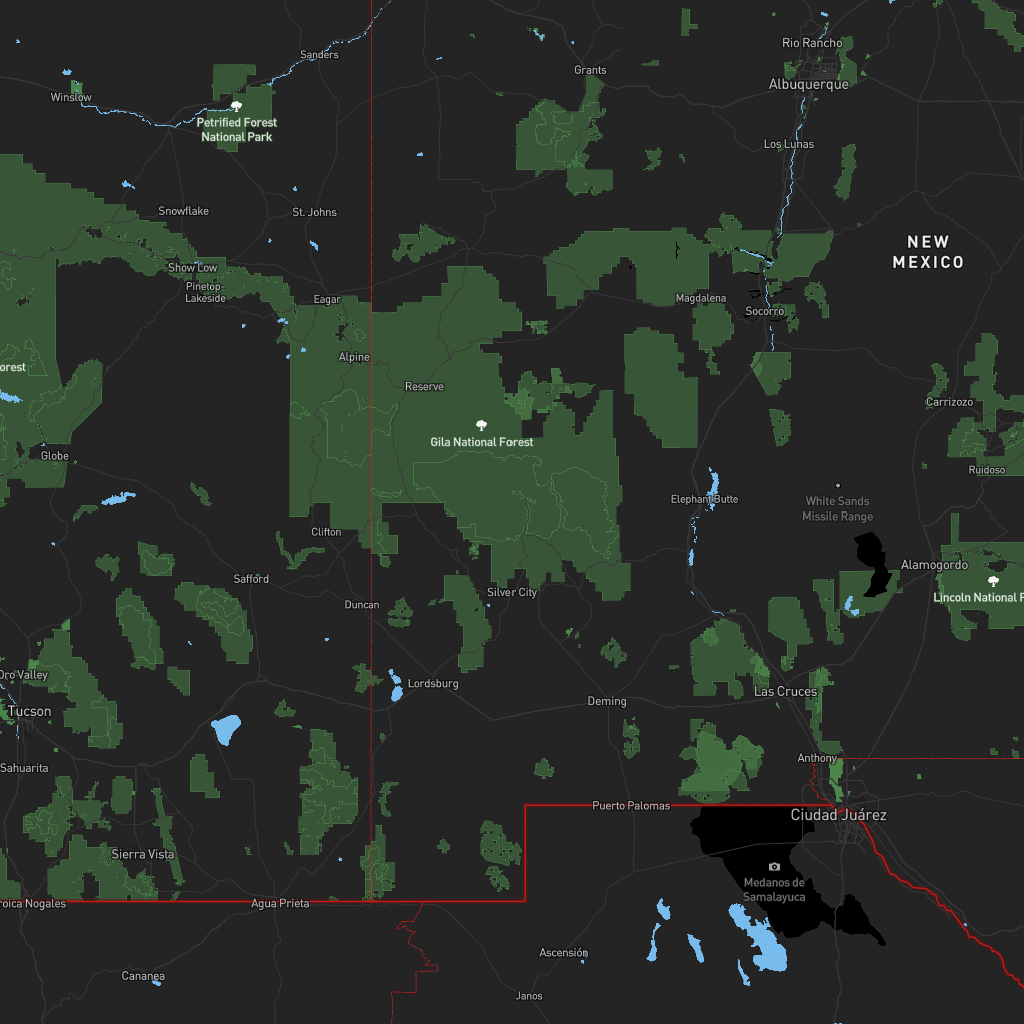 Rio Rancho
Sanders
Grants
Albuquerque
Winslow
Petrified Forest
National Park
Los Lunas
Snowflake
St. Johns
NEW
MEXICO
Show Low
Pinetop-
Lakeside
Eagar
Magdalena
Socorro
Alpine
orest
Reserve
Carrizozo
Gila National Forest
Globe
Ruidoso
Elephant Butte
White Sands
Missile Range
Clifton
Alamogordo
Safford
Silver City
Lincoln National F
Duncan
Oro Valley
Lordsburg
Las Cruces
Deming
Tucson
Anthony
Sahuarita
Puerto Palomas
Ciudad Juárez
Sierra Vista
Medanos de
Samalayuca
roica Nogales
Agua Prieta
Ascensión
Cananea
Janos